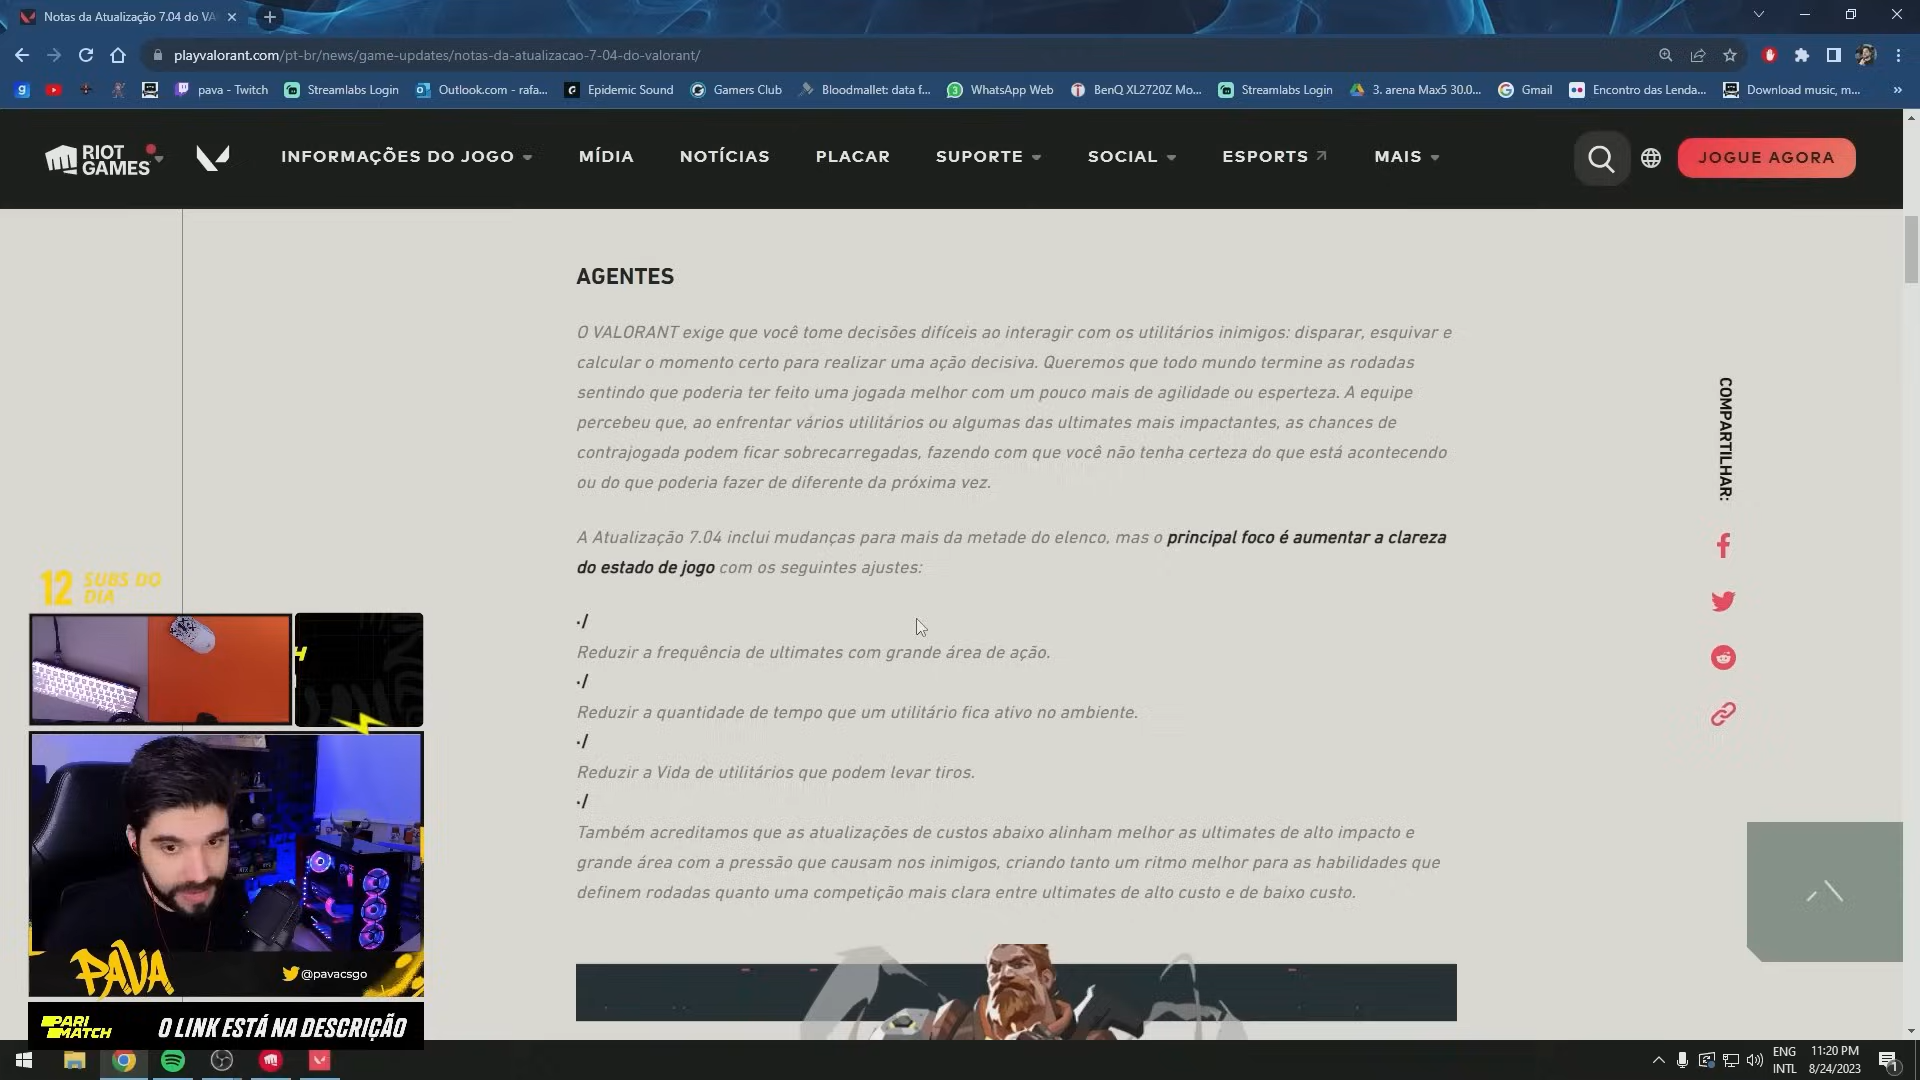 Notas da Atualização 7.04 do VA
playvalorant.com/pt-br/news/game-updates/notas-da-atualizacao-7-04-do-valorant/
pava - Twitch
Streamlabs Login
Outlook.com - rafa...
Epidemic Sound
Gamers Club
Bloodmallet: data f...
WhatsApp Web
BenQ XL2720Z Mo...
Streamlabs Login
3. arena Max5 30.0...
Gmail
Encontro das Lenda...
Download music, m...
»
RIOT
GAMES
INFORMAÇÕES DO JOGO
MÍDIA
NOTÍCIAS
PLACAR
SUPORTE
SOCIAL
ESPORTS
MAIS
JOGUE AGORA
AGENTES
O VALORANT exige que você tome decisões difíceis ao interagir com os utilitários inimigos: disparar, esquivar e
calcular o momento certo para realizar uma ação decisiva. Queremos que todo mundo termine as rodadas
sentindo que poderia ter feito uma jogada melhor com um pouco mais de agilidade ou esperteza. A equipe
percebeu que, ao enfrentar vários utilitários ou algumas das ultimates mais impactantes, as chances de
contrajogada podem ficar sobrecarregadas, fazendo com que você não tenha certeza do que está acontecendo
ou do que poderia fazer de diferente da próxima vez.
A Atualização 7.04 inclui mudanças para mais da metade do elenco, mas o principal foco é aumentar a clareza
do estado de jogo com os seguintes ajustes:
·/
Reduzir a frequência de ultimates com grande área de ação.
·/
Reduzir a quantidade de tempo que um utilitário fica ativo no ambiente.
·/
Reduzir a Vida de utilitários que podem levar tiros.
·/
Também acreditamos que as atualizações de custos abaixo alinham melhor as ultimates de alto impacto e
grande área com a pressão que causam nos inimigos, criando tanto um ritmo melhor para as habilidades que
definem rodadas quanto uma competição mais clara entre ultimates de alto custo e de baixo custo.
COMPARTILHAR:
12 SUBS DO
DIA
H
PAVA
@pavacsgo
PARI
MATCH
O LINK ESTÁ NA DESCRIÇÃO
ENG
INTL
11:20 PM
8/24/2023
1